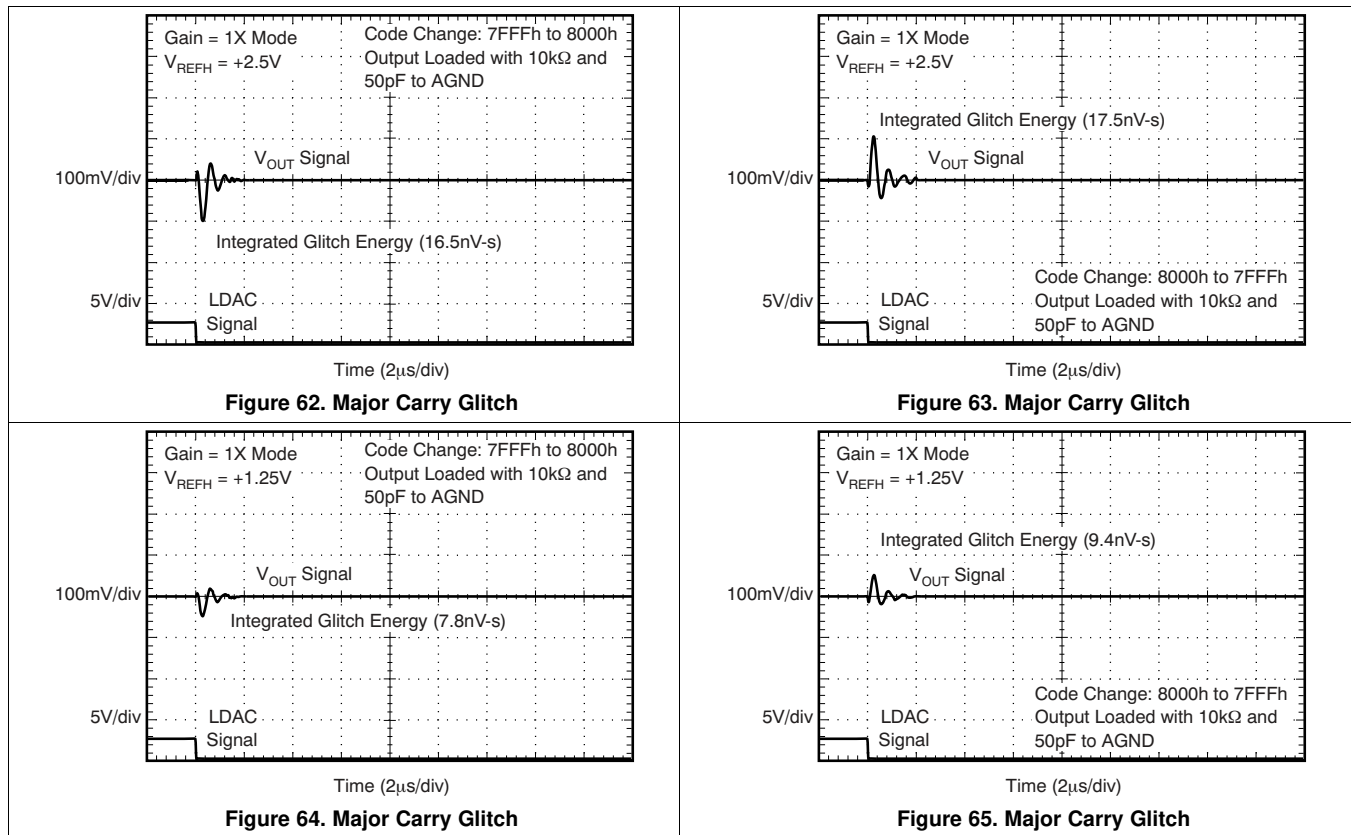 Gain = 1X Mode
VREFH = +2.5V
Code Change: 7FFFh to 8000h
Output Loaded with 10kΩ and
50pF to AGND
VOUT Signal
100mV/div
Integrated Glitch Energy (16.5nV-s)
5V/div
LDAC
Signal
Time (2μs/div)
Figure 62. Major Carry Glitch
Gain = 1X Mode
VREFH = +2.5V
Integrated Glitch Energy (17.5nV-s)
VOUT Signal
100mV/div
Code Change: 8000h to 7FFFh
Output Loaded with 10kΩ and
50pF to AGND
5V/div
LDAC
Signal
Time (2μs/div)
Figure 63. Major Carry Glitch
Gain = 1X Mode
VREFH = +1.25V
Code Change: 7FFFh to 8000h
Output Loaded with 10kΩ and
50pF to AGND
VOUT Signal
100mV/div
Integrated Glitch Energy (7.8nV-s)
5V/div
LDAC
Signal
Time (2μs/div)
Figure 64. Major Carry Glitch
Gain = 1X Mode
VREFH = +1.25V
Integrated Glitch Energy (9.4nV-s)
VOUT Signal
100mV/div
Code Change: 8000h to 7FFFh
Output Loaded with 10kΩ and
50pF to AGND
5V/div
LDAC
Signal
Time (2μs/div)
Figure 65. Major Carry Glitch